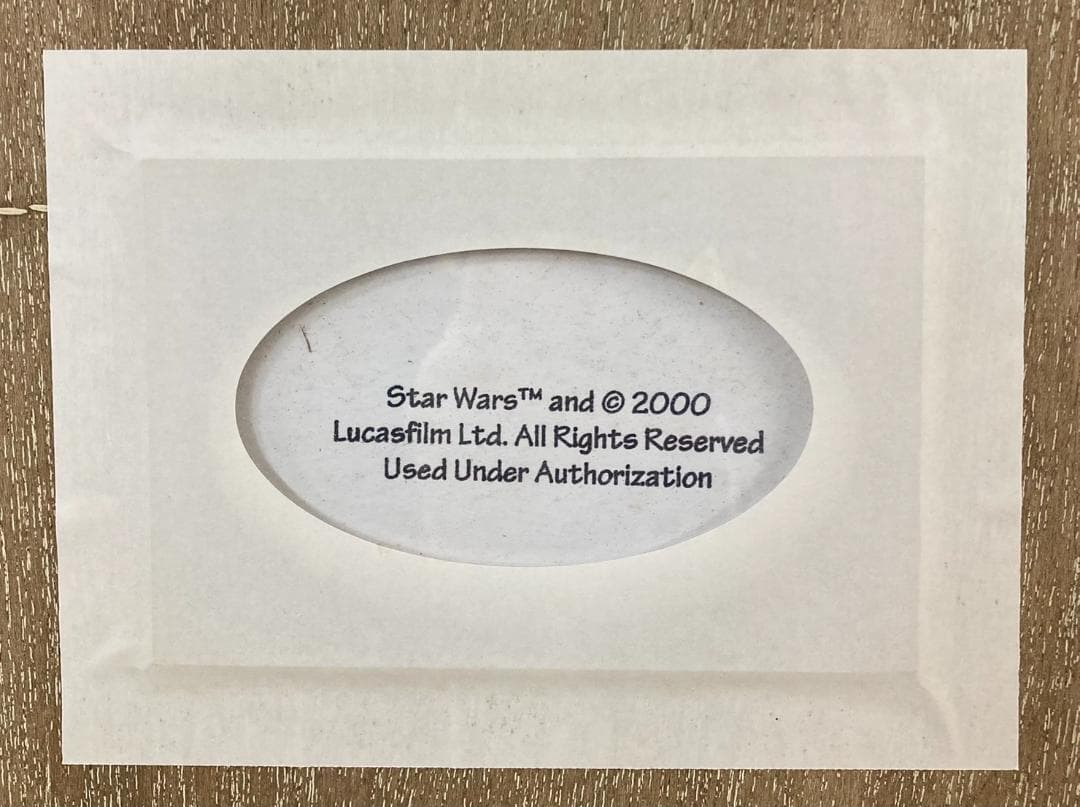 Star Wars™ and © 2000
Lucasfilm Ltd. All Rights Reserved
Used Under Authorization